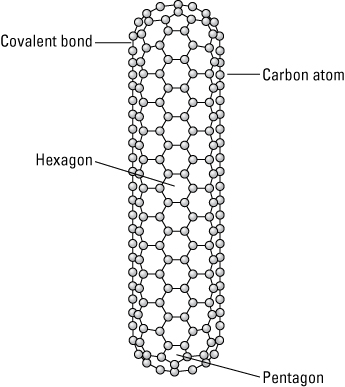 Covalent bond
Carbon atom
Hexagon
Pentagon